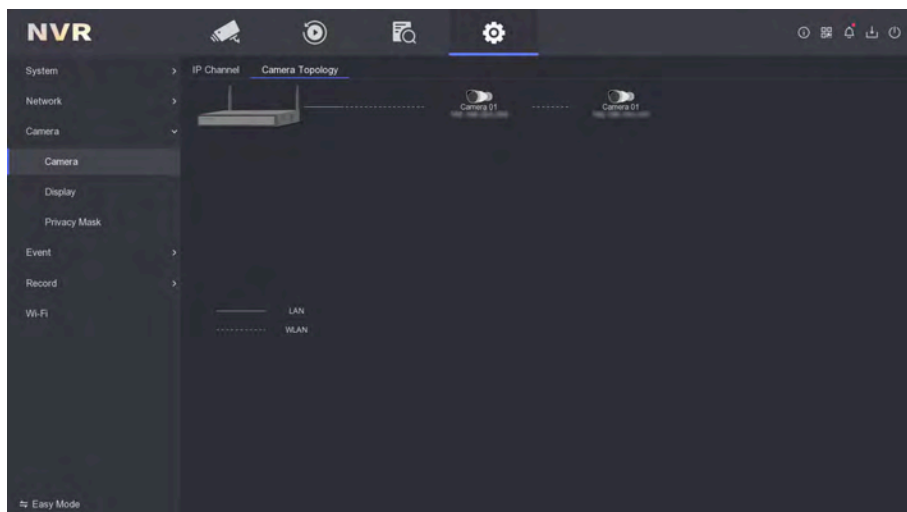 NVR
System
IP Channel Camera Topology
Network
Camera 01 Camera 01
Camera
Camera
Display
Privacy Mask
Event
Record
Wi-Fi
LAN
WLAN
Easy Mode